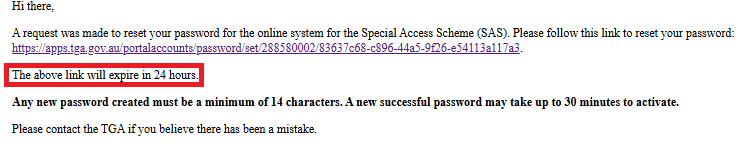 Hi there,
A request was made to reset your password for the online system for the Special Access Scheme (SAS). Please follow this link to reset your password:
https://apps.tga.gov.au/portalaccounts/password/set/288580002/83637c68-c896-44a5-9f26-e54113a117a3.
The above link will expire in 24 hours.
Any new password created must be a minimum of 14 characters. A new successful password may take up to 30 minutes to activate.
Please contact the TGA if you believe there has been a mistake.